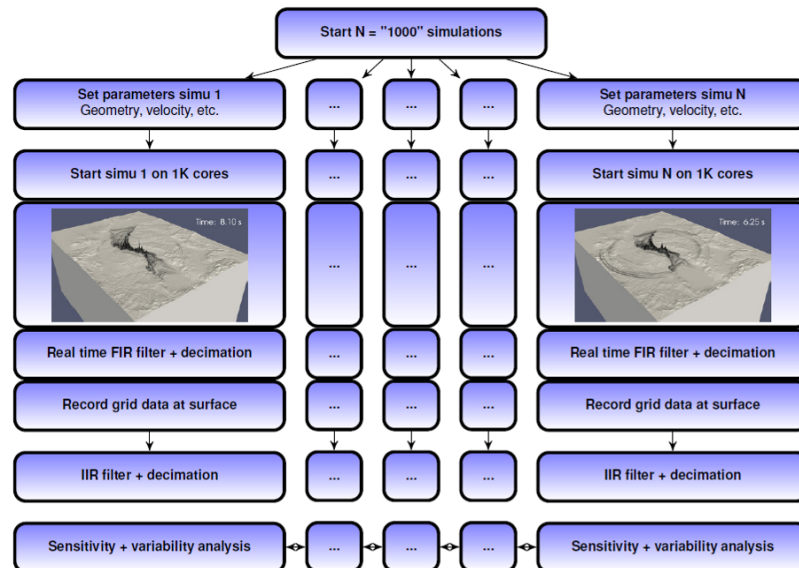 Start N = "1000" simulations
Set parameters simu 1
Geometry, velocity, etc.
...
...
...
Set parameters simu N
Geometry, velocity, etc.
Start simu 1 on 1K cores
...
...
...
Start simu N on 1K cores
Time: 8.10 s
...
...
...
Time: 6.25 s
Real time FIR filter + decimation
...
...
...
Real time FIR filter + decimation
Record grid data at surface
...
...
...
Record grid data at surface
IIR filter + decimation
...
...
...
IIR filter + decimation
Sensitivity + variability analysis
...
...
...
Sensitivity + variability analysis